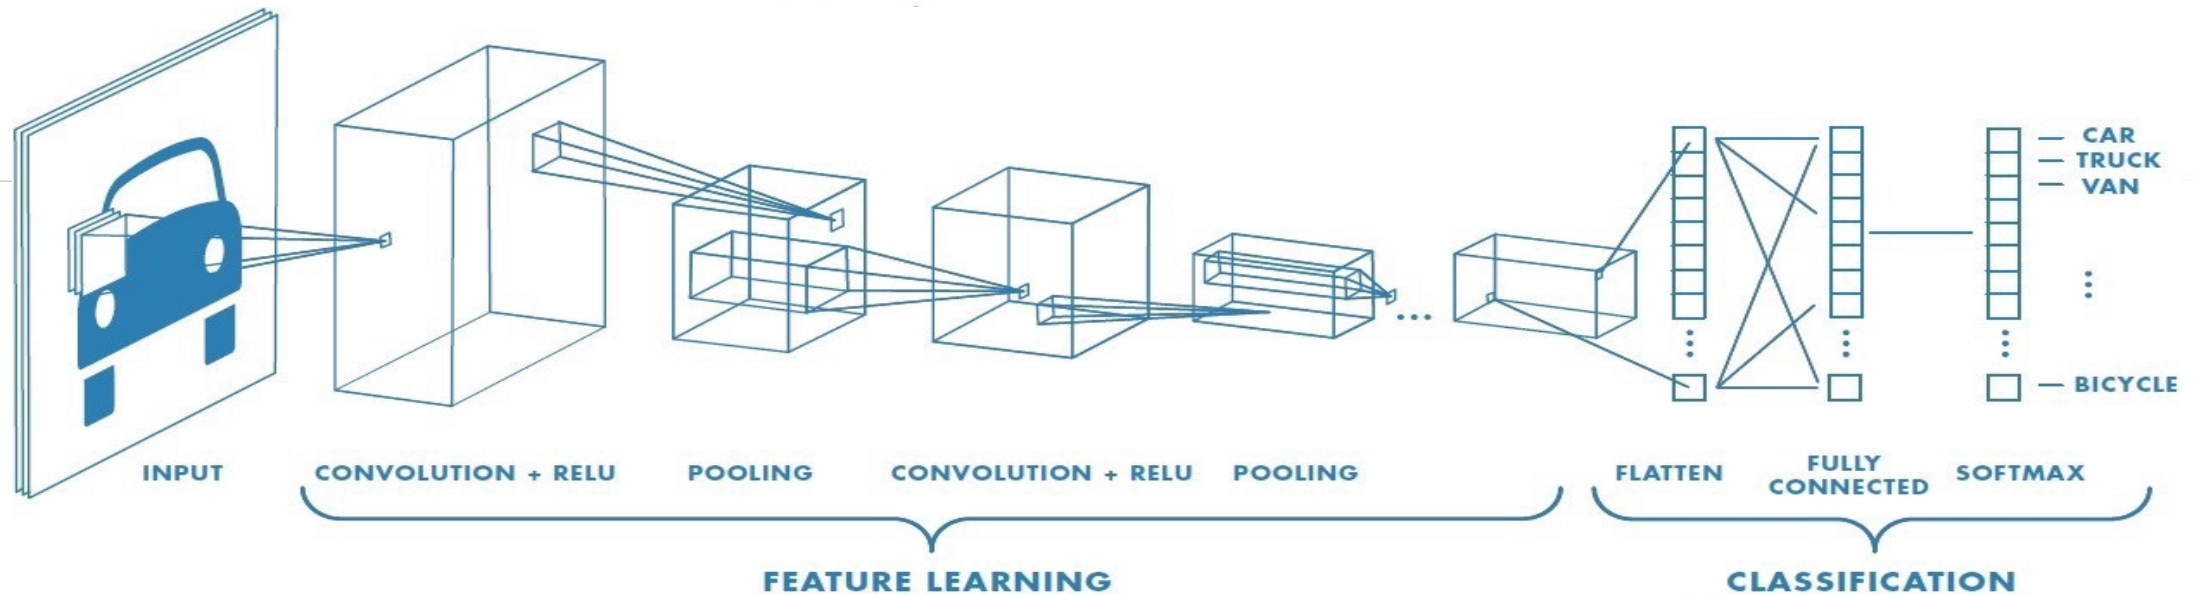 CAR
TRUCK
VAN
BICYCLE
INPUT
CONVOLUTION + RELU
POOLING
CONVOLUTION + RELU
POOLING
FLATTEN
FULLY
CONNECTED
SOFTMAX
FEATURE LEARNING
CLASSIFICATION